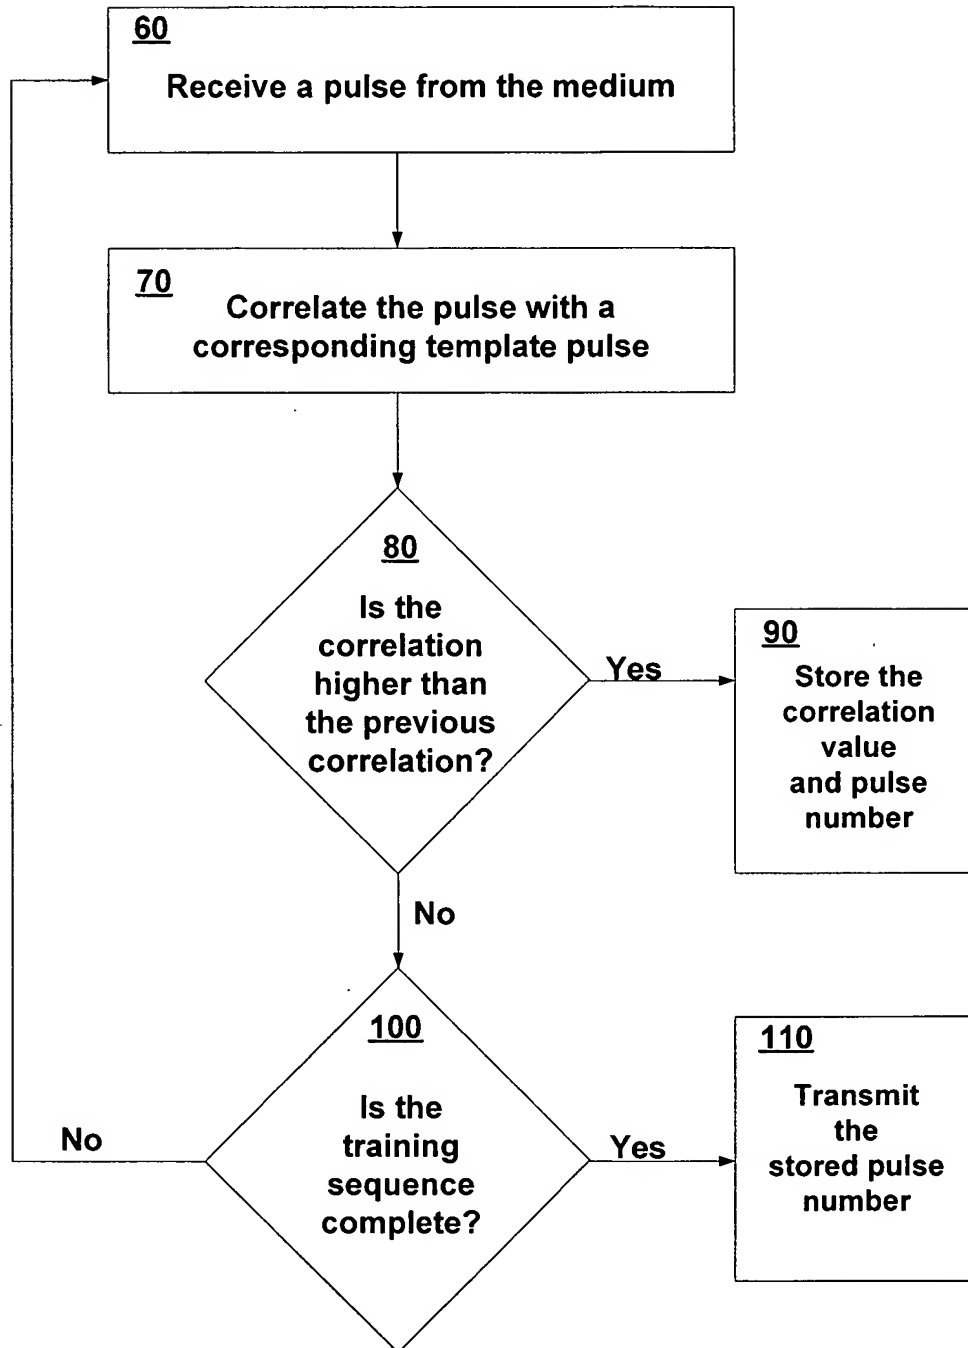 60
Receive a pulse from the medium
70
Correlate the pulse with a
corresponding template pulse
80
Is the
correlation
higher than
the previous
correlation?
Yes
90
Store the
correlation
value
and pulse
number
No
100
Is the
training
sequence
complete?
No
Yes
110
Transmit
the
stored pulse
number